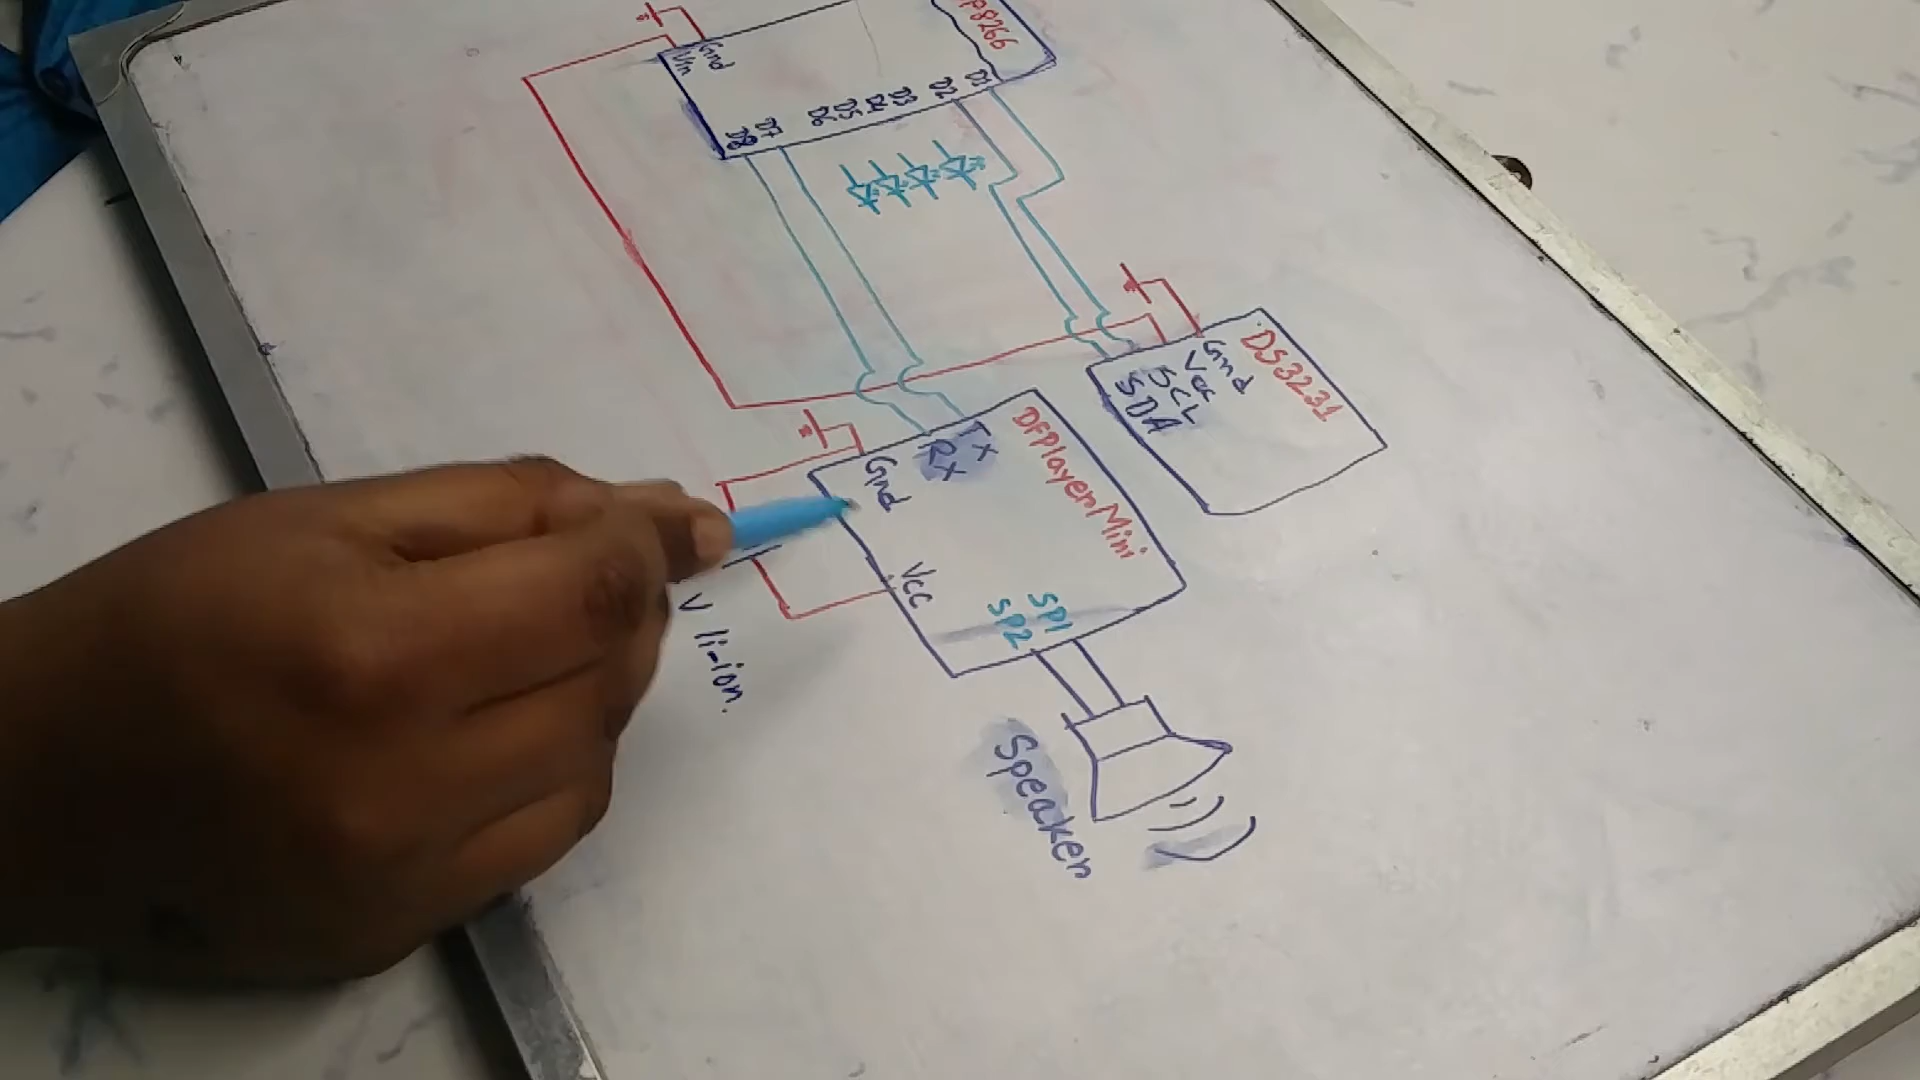 p8266
Gnd
Vin
D1
D2
D3
D4
D5
D6
D7
D8
DS3231
Gnd
Vcc
SCL
SDA
DFPlayerMini
Tx
Rx
Gnd
Vcc
SP1
SP2
V li-ion.
Speaker